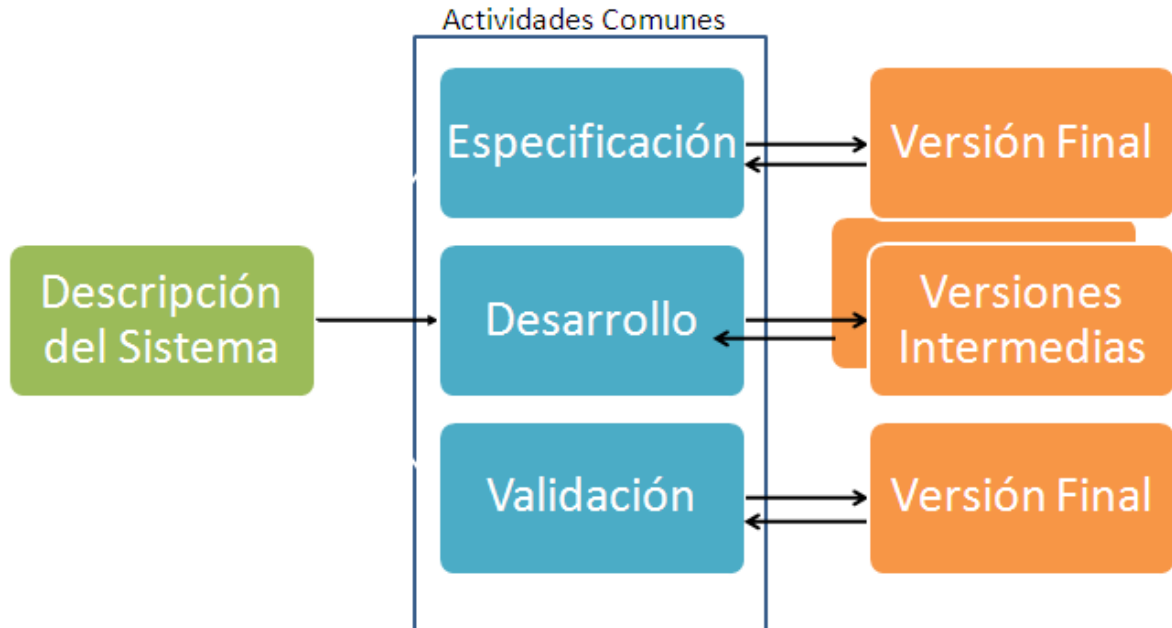 Actividades Comunes
Especificación
Versión Final
Descripción
del Sistema
Desarrollo
Versiones
Intermedias
Validación
Versión Final